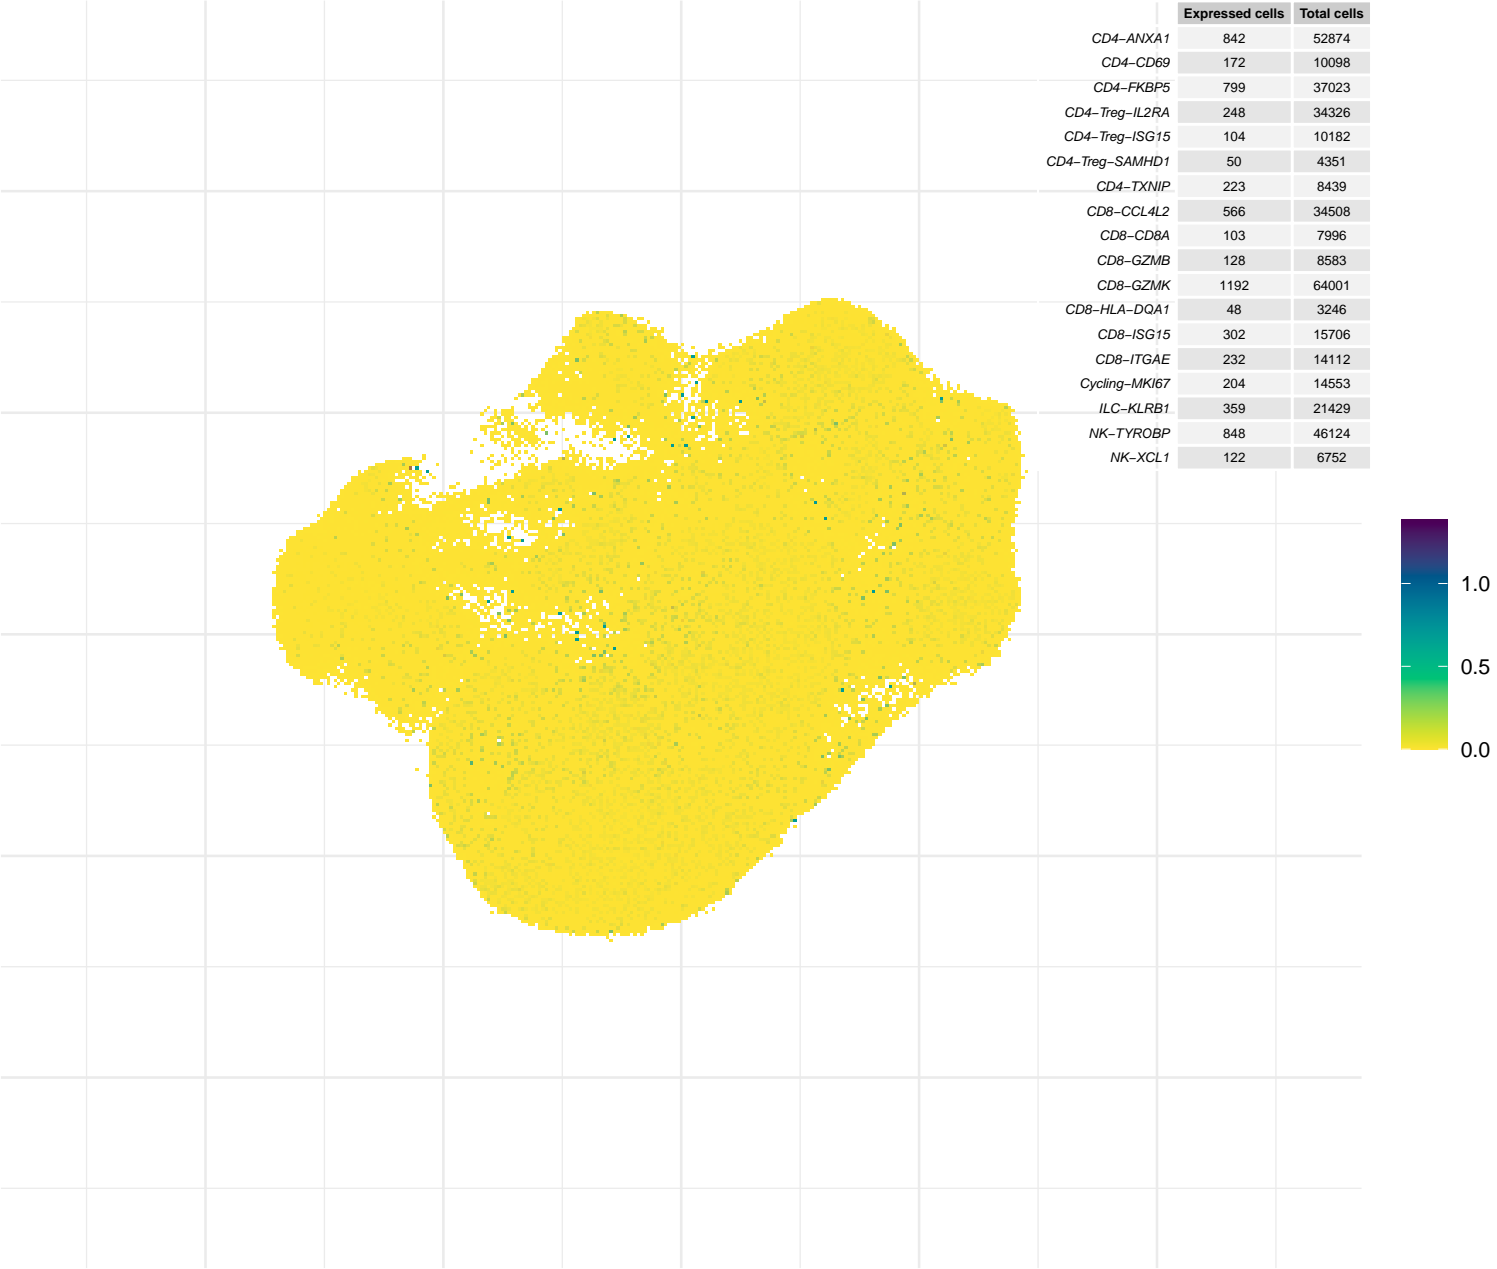 Expressed cells Total cells
CD4−ANXA1 842 52874
CD4−CD69 172 10098
CD4−FKBP5 799 37023
CD4−Treg−IL2RA 248 34326
CD4−Treg−ISG15 104 10182
CD4−Treg−SAMHD1 50 4351
CD4−TXNIP 223 8439
CD8−CCL4L2 566 34508
CD8−CD8A 103 7996
CD8−GZMB 128 8583
CD8−GZMK 1192 64001
CD8−HLA−DQA1 48 3246
CD8−ISG15 302 15706
CD8−ITGAE 232 14112
Cycling−MKI67 204 14553
ILC−KLRB1 359 21429
NK−TYROBP 848 46124
NK−XCL1 122 6752
1.0
0.5
0.0